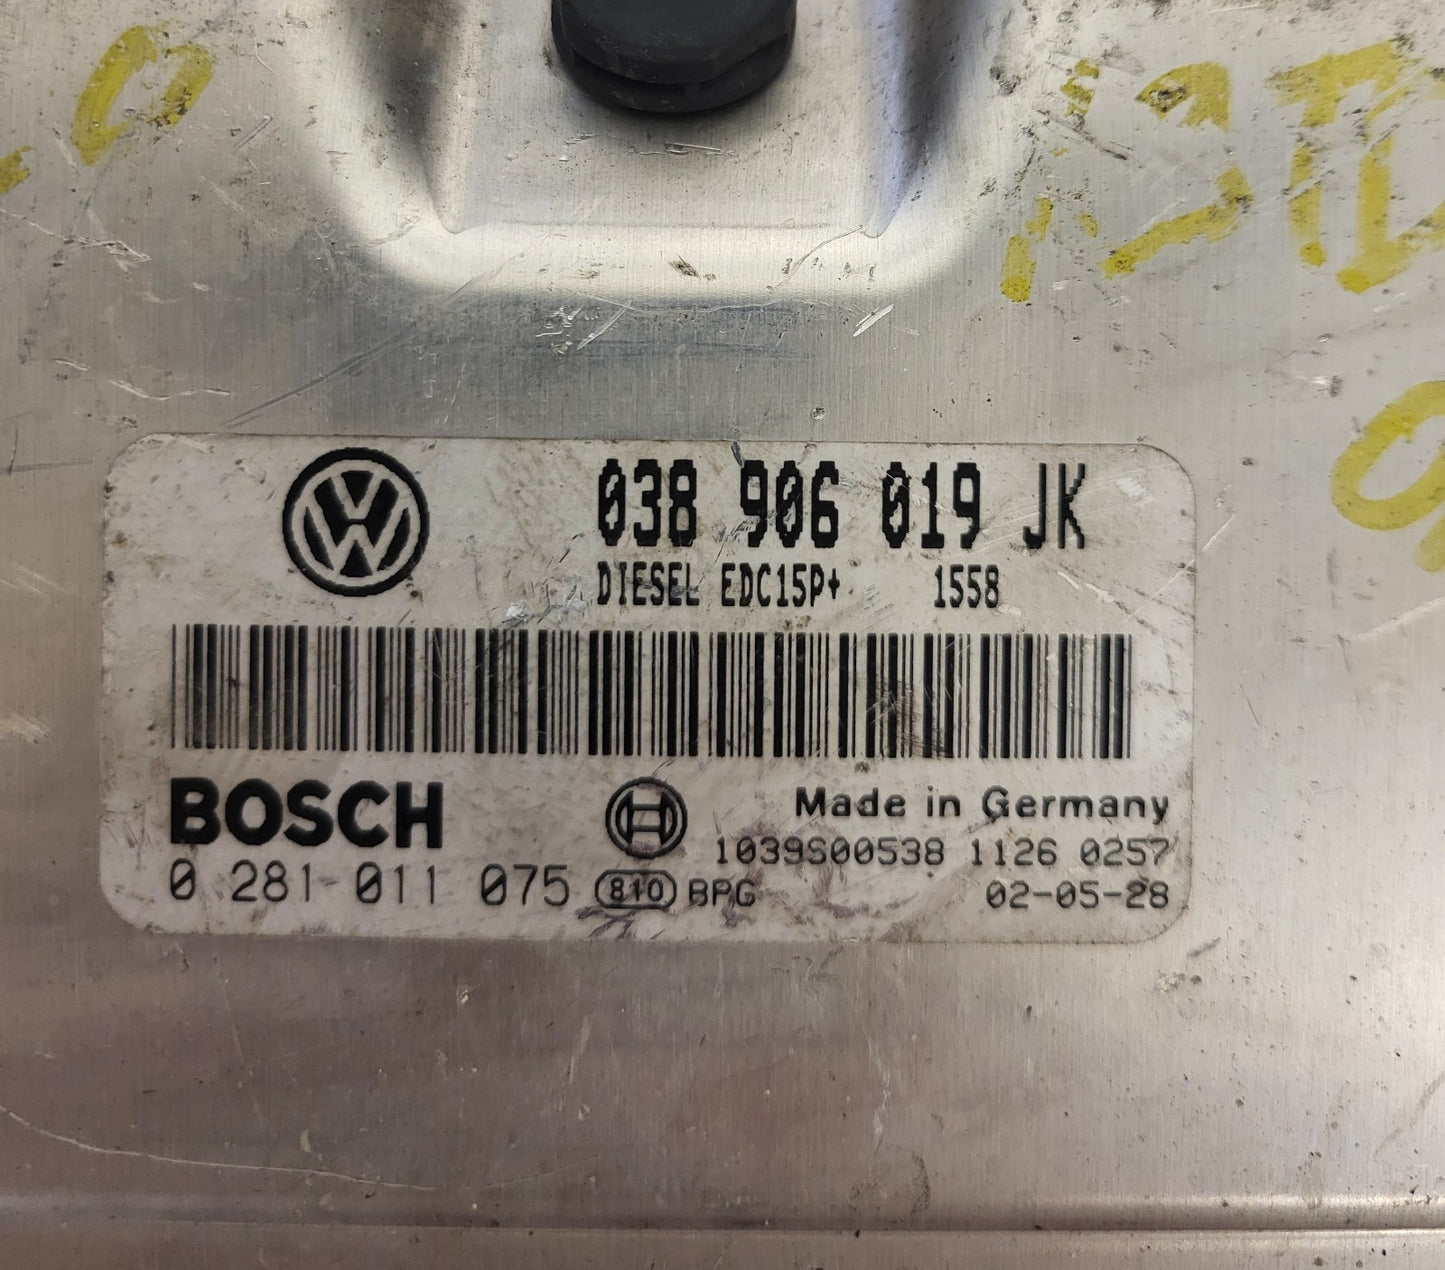 038 906 019 JK
DIESEL EDC15P+ 1558
BOSCH
Made in Germany
1039S00538 1126 0257
0 281 011 075 810 BPG 02-05-28